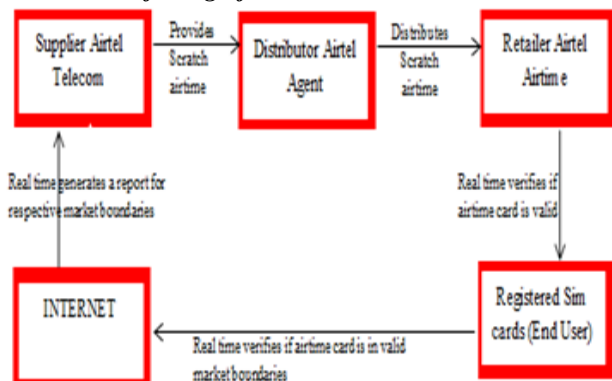 Supplier Airtel
Telecom
Provides
Scratch
airtime
Distributor Airtel
Agent
Distributes
Scratch
airtime
Retailer Airtel
Airtime
Real time generates a report for
respective market boundaries
Real time verifies if
airtime card is valid
INTERNET
Real time verifies if airtime card is in valid
market boundaries
Registered Sim
cards (End User)